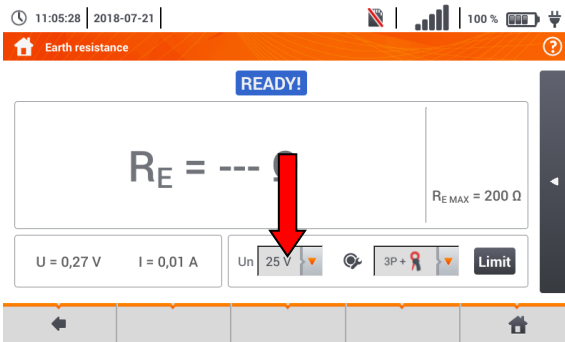 11:05:28 2018-07-21 100 %
Earth resistance
?
READY!
RE = --- Ω
RE MAX = 200 Ω
U = 0,27 V I = 0,01 A Un 25 V 3P + Limit